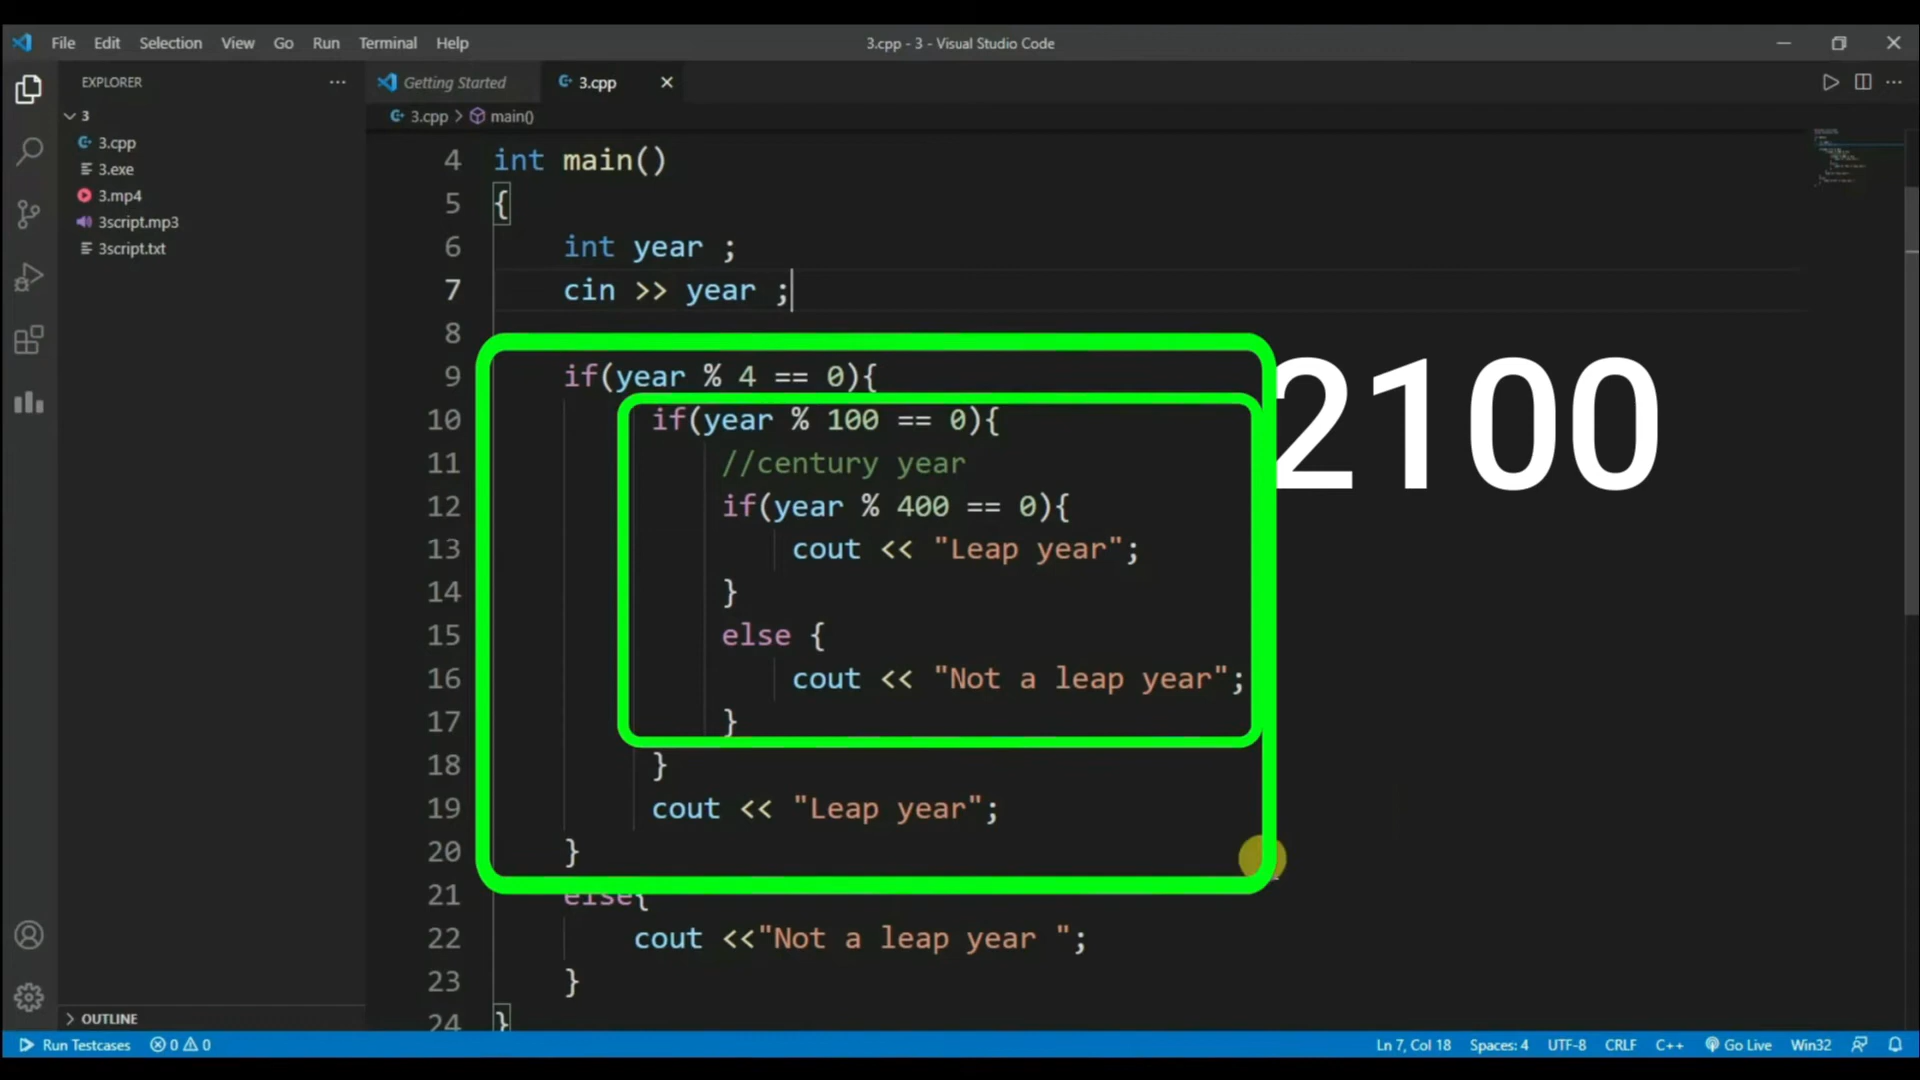 File Edit Selection View Go Run Terminal Help
3.cpp - 3 - Visual Studio Code
EXPLORER
3
3.cpp
3.exe
3.mp4
3script.mp3
3script.txt
OUTLINE
Getting Started
3.cpp
3.cpp > main()
4 int main()
5 {
6 int year ;
7 cin >> year ;
8
9 if(year % 4 == 0){
10 if(year % 100 == 0){
11 //century year
12 if(year % 400 == 0){
13 cout << "Leap year";
14 }
15 else {
16 cout << "Not a leap year";
17 }
18 }
19 cout << "Leap year";
20 }
21 else{
22 cout <<"Not a leap year ";
23 }
24 }
2100
Run Testcases 0 0 Ln 7, Col 18 Spaces: 4 UTF-8 CRLF C++ Go Live Win32